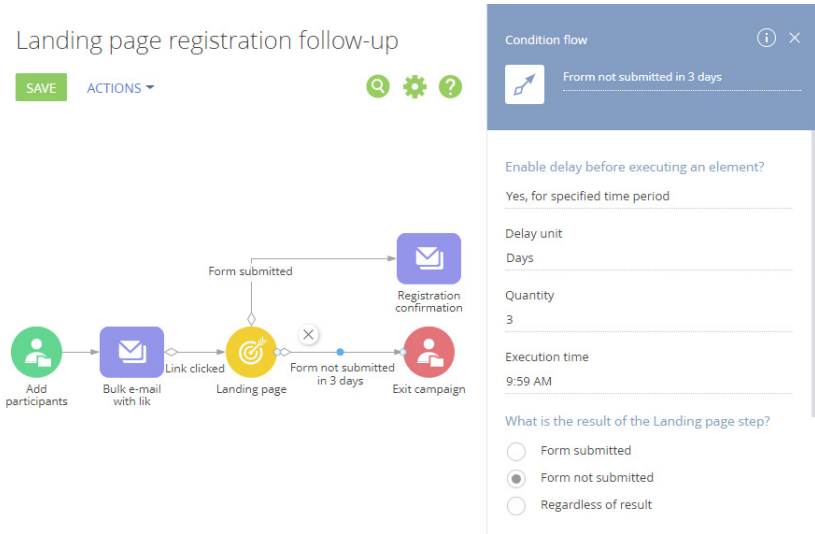 Landing page registration follow-up
SAVE
ACTIONS
Form submitted
Registration
confirmation
Link clicked
Form not submitted
in 3 days
Add
participants
Bulk e-mail
with lik
Landing page
Exit campaign
Condition flow
Frorm not submitted in 3 days
Enable delay before executing an element?
Yes, for specified time period
Delay unit
Days
Quantity
3
Execution time
9:59 AM
What is the result of the Landing page step?
Form submitted
Form not submitted
Regardless of result